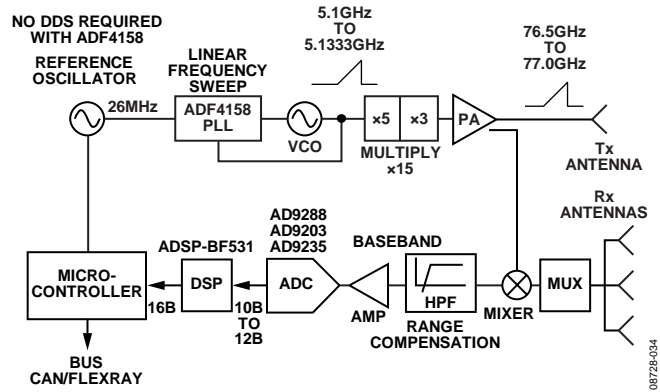 NO DDS REQUIRED
WITH ADF4158
REFERENCE
OSCILLATOR
26MHz
LINEAR
FREQUENCY
SWEEP
ADF4158
PLL
VCO
5.1GHz
TO
5.1333GHz
×5
×3
MULTIPLY
×15
PA
76.5GHz
TO
77.0GHz
Tx
ANTENNA
Rx
ANTENNAS
MICRO-
CONTROLLER
16B
ADSP-BF531
DSP
10B
TO
12B
AD9288
AD9203
AD9235
ADC
BASEBAND
AMP
HPF
RANGE
COMPENSATION
MIXER
MUX
BUS
CAN/FLEXRAY
08728-034